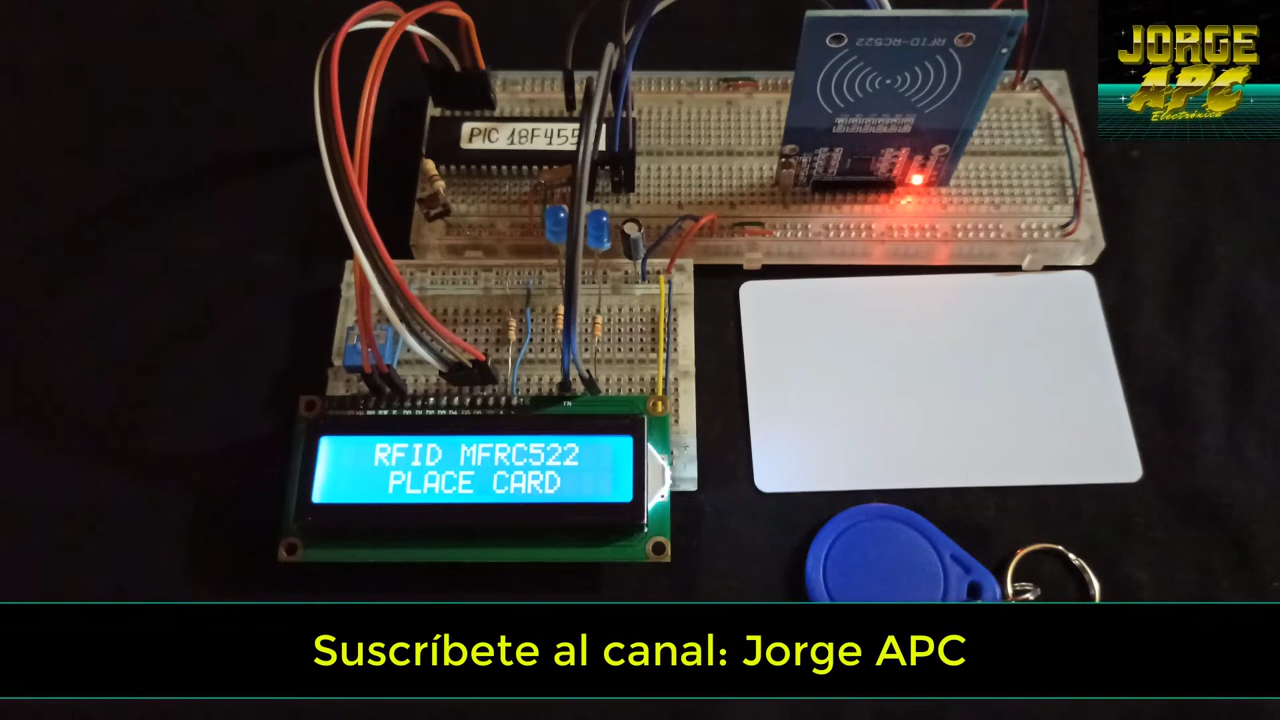 JORGE
APC
Electrónica
RFID-RC522
PIC 18F455
RFID MFRC522
PLACE CARD
Suscríbete al canal: Jorge APC